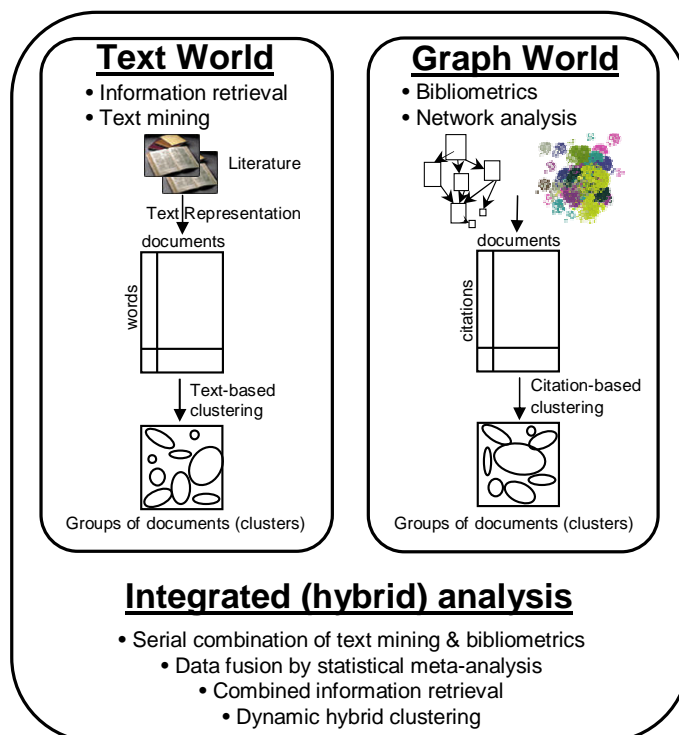 Text World
• Information retrieval
• Text mining
Literature
Text Representation
documents
words
Text-based
clustering
Groups of documents (clusters)
Graph World
• Bibliometrics
• Network analysis
documents
citations
Citation-based
clustering
Groups of documents (clusters)
Integrated (hybrid) analysis
• Serial combination of text mining & bibliometrics
• Data fusion by statistical meta-analysis
• Combined information retrieval
• Dynamic hybrid clustering